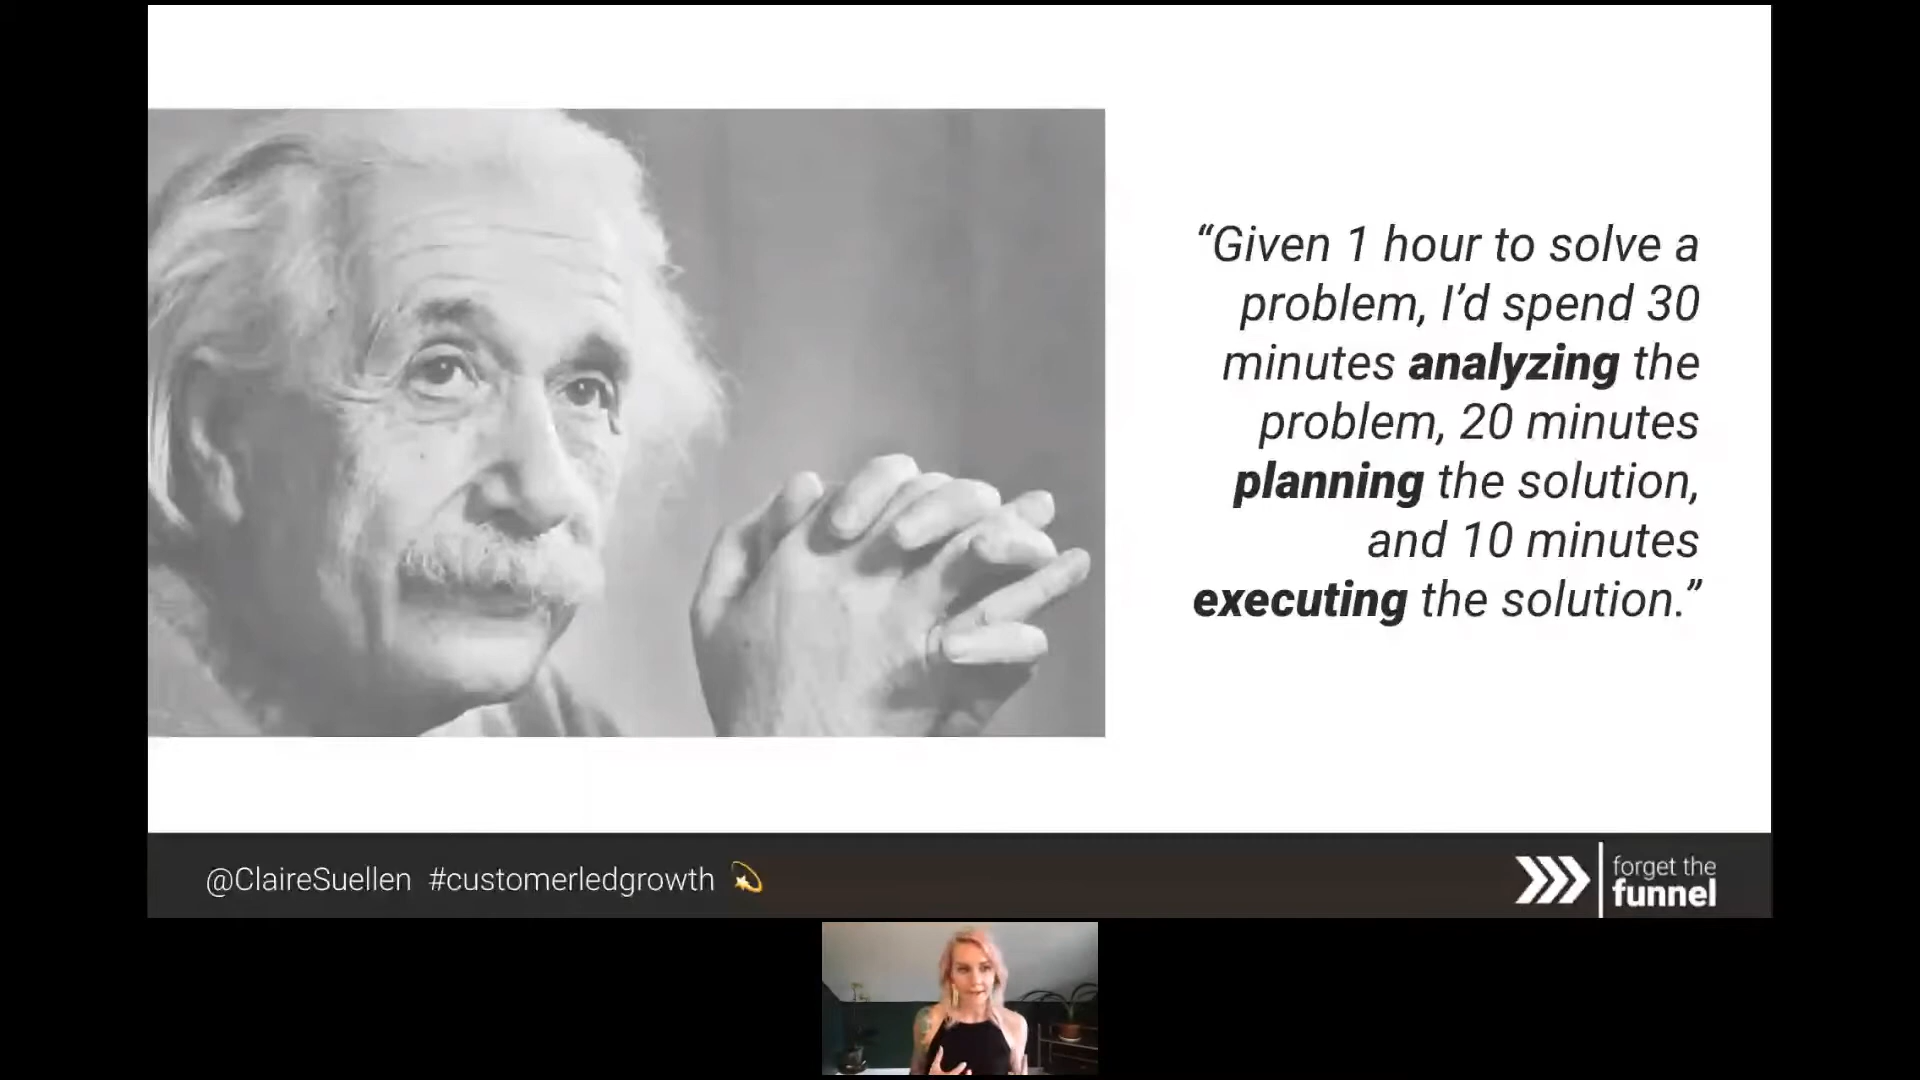 “Given 1 hour to solve a
problem, I’d spend 30
minutes analyzing the
problem, 20 minutes
planning the solution,
and 10 minutes
executing the solution.”
@ClaireSuellen #customerledgrowth 💫
forget the
funnel